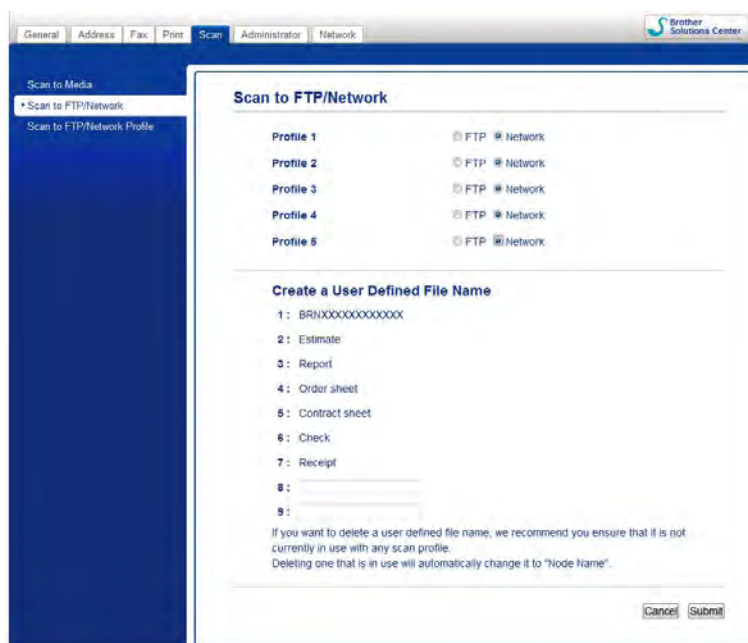 General Address Fax Print Scan Administrator Network
Brother
Solutions Center
Scan to Media
Scan to FTP/Network
Scan to FTP/Network Profile
Scan to FTP/Network
Profile 1 FTP Network
Profile 2 FTP Network
Profile 3 FTP Network
Profile 4 FTP Network
Profile 5 FTP Network
Create a User Defined File Name
1 : BRNXXXXXXXXXXXX
2 : Estimate
3 : Report
4 : Order sheet
5 : Contract sheet
6 : Check
7 : Receipt
8 :
9 :
If you want to delete a user defined file name, we recommend you ensure that it is not
currently in use with any scan profile.
Deleting one that is in use will automatically change it to "Node Name".
Cancel Submit